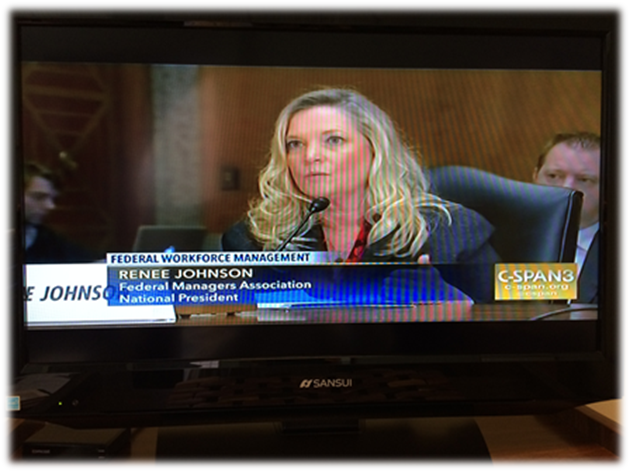 FEDERAL WORKFORCE MANAGEMENT
RENEE JOHNSON
Federal Managers Association
National President
E JOHNSO
C-SPAN3
c-span.org
SANSUI